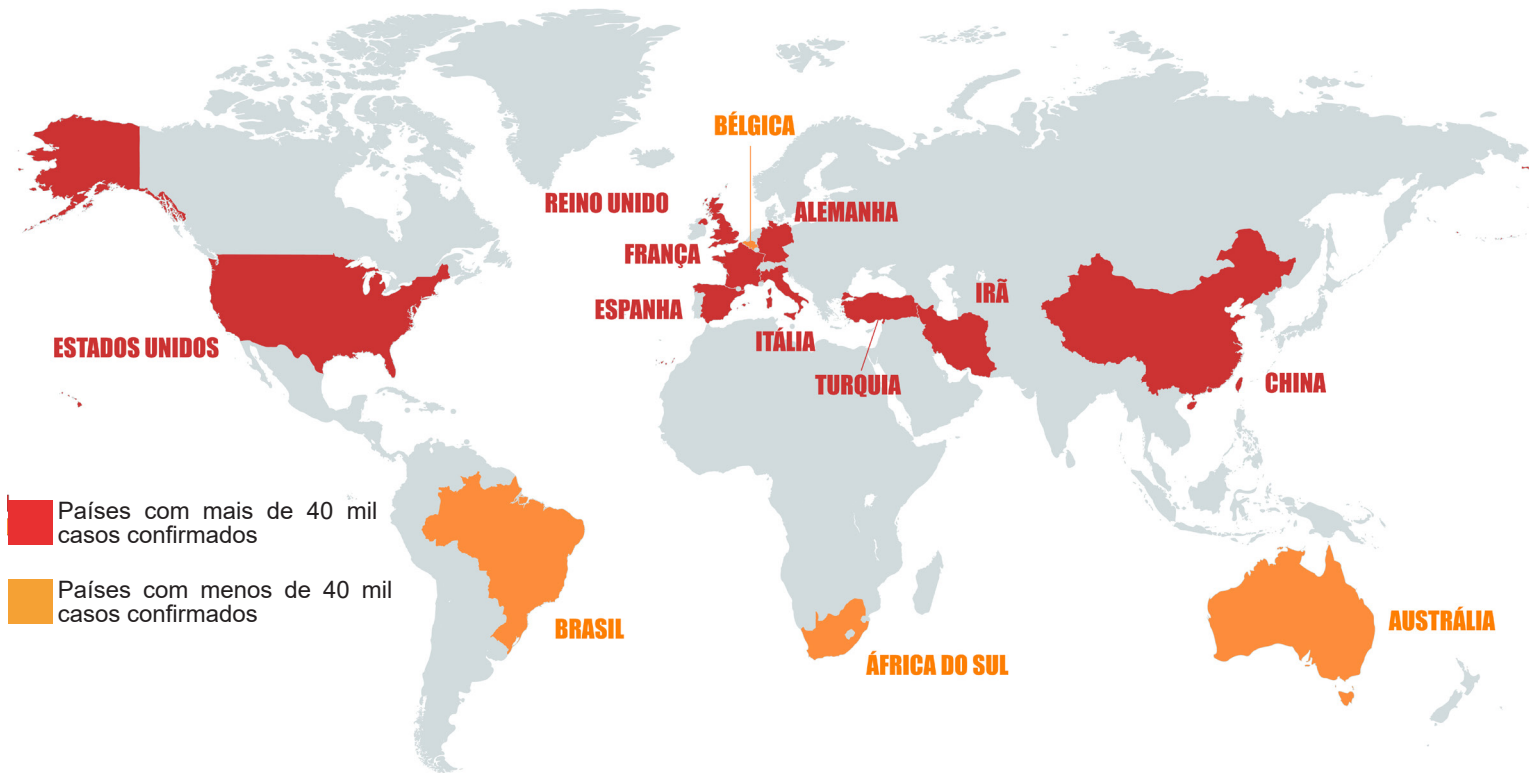 BÉLGICA
REINO UNIDO
ALEMANHA
FRANÇA
IRÃ
ESPANHA
ITÁLIA
ESTADOS UNIDOS
TURQUIA
CHINA
Países com mais de 40 mil
casos confirmados
Países com menos de 40 mil
casos confirmados
BRASIL
AUSTRÁLIA
ÁFRICA DO SUL